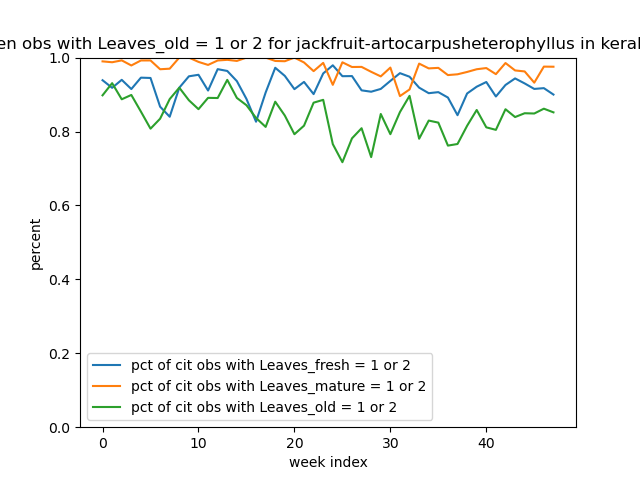 obs with Leaves_old = 1 or 2 for jackfruit-artocarpusheterophyllus in
1.0
0.8
0.6
0.4
0.2
0.0
percent
pct of cit obs with Leaves_fresh = 1 or 2
pct of cit obs with Leaves_mature = 1 or 2
pct of cit obs with Leaves_old = 1 or 2
0 10 20 30 40
week index